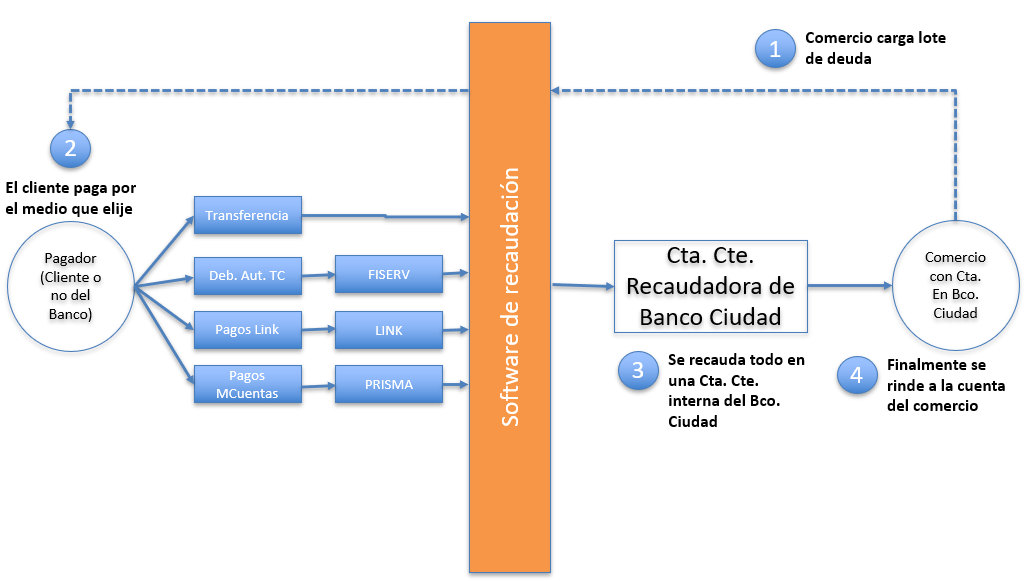 1
Comercio carga lote
de deuda
2
El cliente paga por
el medio que elije
Pagador
(Cliente o
no del
Banco)
Transferencia
Deb. Aut. TC
FISERV
Pagos Link
LINK
Pagos
MCuentas
PRISMA
Software de recaudación
Cta. Cte.
Recaudadora de
Banco Ciudad
3
Se recauda todo en
una Cta. Cte.
interna del Bco.
Ciudad
Comercio
con Cta.
En Bco.
Ciudad
4
Finalmente se
rinde a la cuenta
del comercio